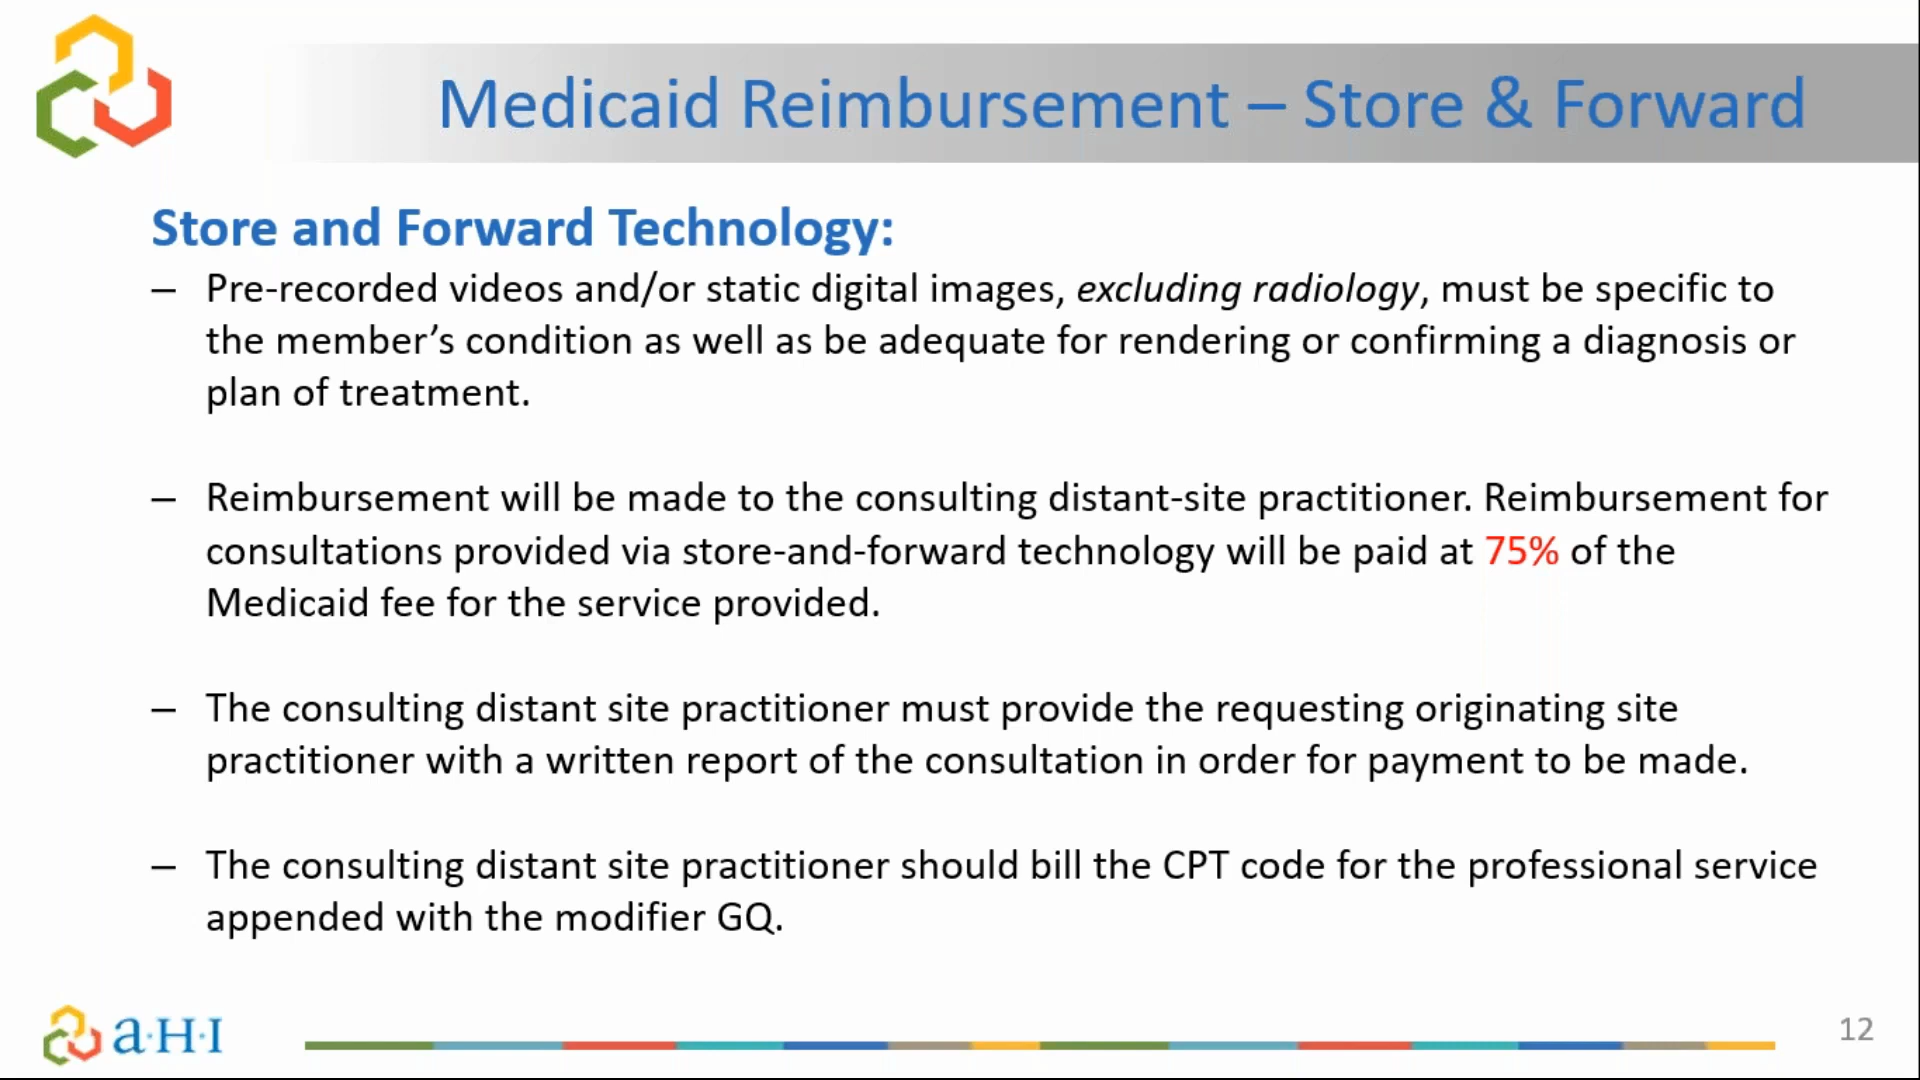 Medicaid Reimbursement – Store & Forward
Store and Forward Technology:
– Pre-recorded videos and/or static digital images, excluding radiology, must be specific to
the member’s condition as well as be adequate for rendering or confirming a diagnosis or
plan of treatment.
– Reimbursement will be made to the consulting distant-site practitioner. Reimbursement for
consultations provided via store-and-forward technology will be paid at 75% of the
Medicaid fee for the service provided.
– The consulting distant site practitioner must provide the requesting originating site
practitioner with a written report of the consultation in order for payment to be made.
– The consulting distant site practitioner should bill the CPT code for the professional service
appended with the modifier GQ.
a·H·I
12